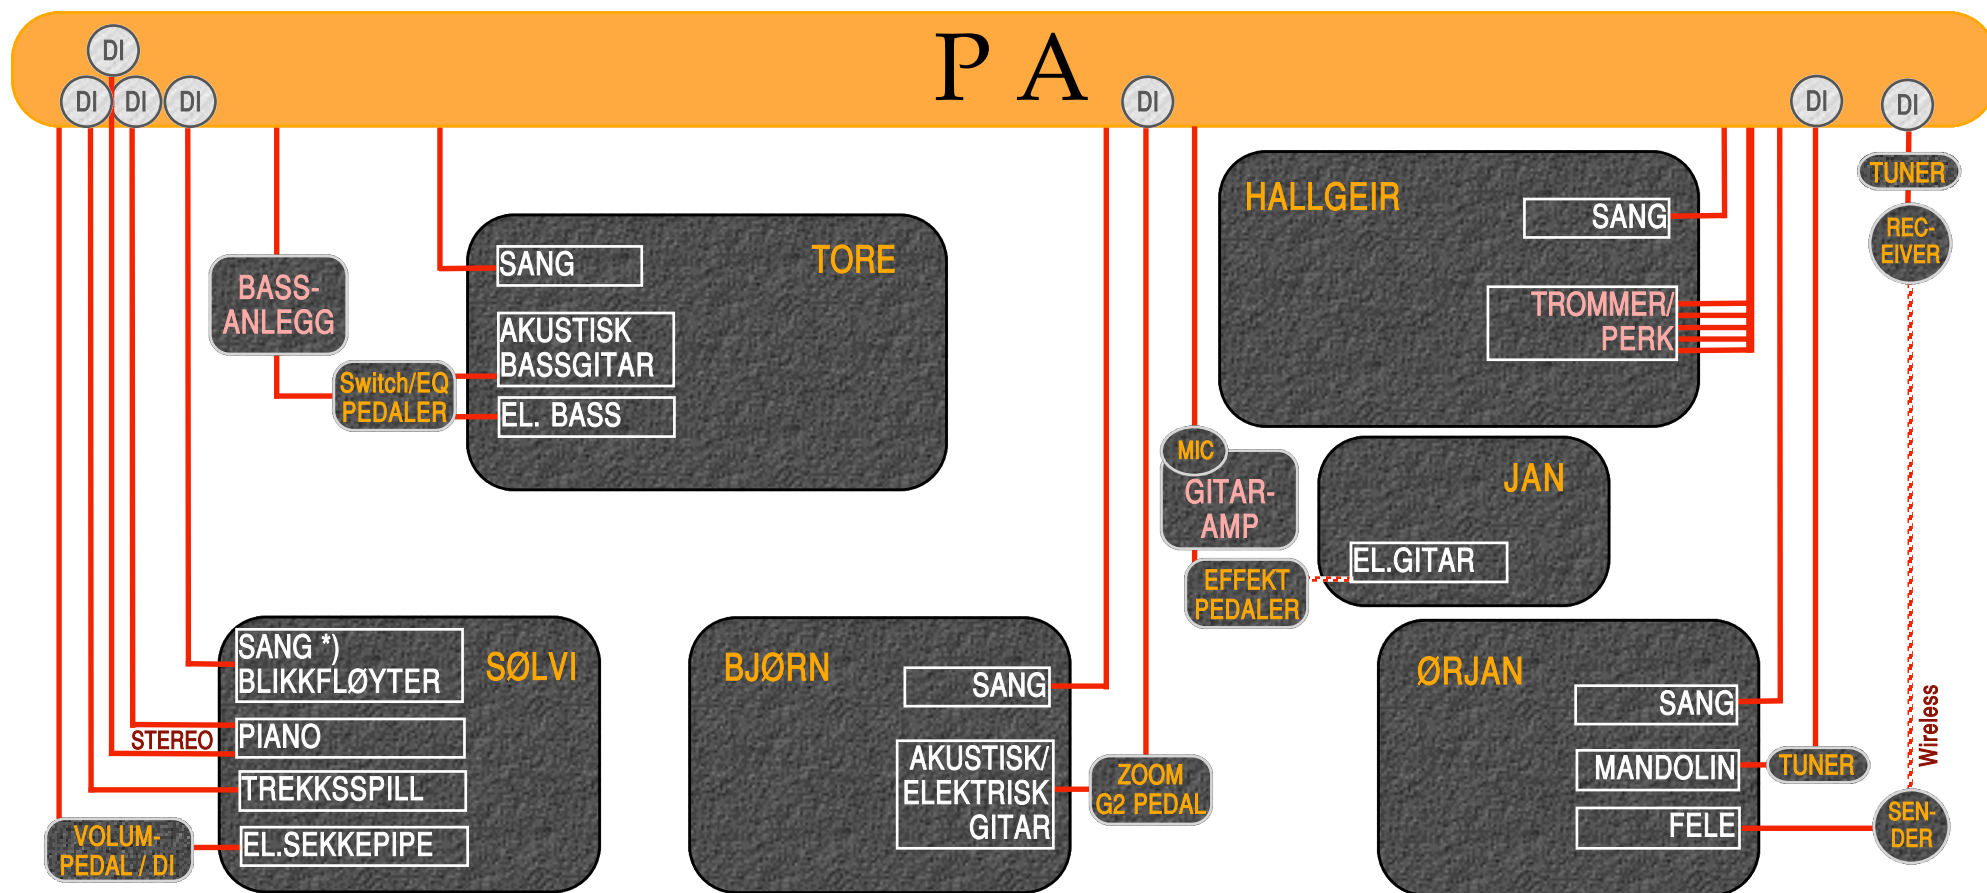 P A
DI
DI
DI
DI
DI
DI
DI
TUNER
REC-
EIVER
Wireless
SEN-
DER
BASS-
ANLEGG
Switch/EQ
PEDALER
TORE
SANG
AKUSTISK
BASSGITAR
EL. BASS
HALLGEIR
SANG
TROMMER/
PERK
MIC
GITAR-
AMP
EFFEKT
PEDALER
JAN
EL.GITAR
SØLVI
SANG *)
BLIKKFLØYTER
STEREO
PIANO
TREKKSSPILL
VOLUM-
PEDAL / DI
EL.SEKKEPIPE
BJØRN
SANG
AKUSTISK/
ELEKTRISK
GITAR
ZOOM
G2 PEDAL
ØRJAN
SANG
MANDOLIN
TUNER
FELE